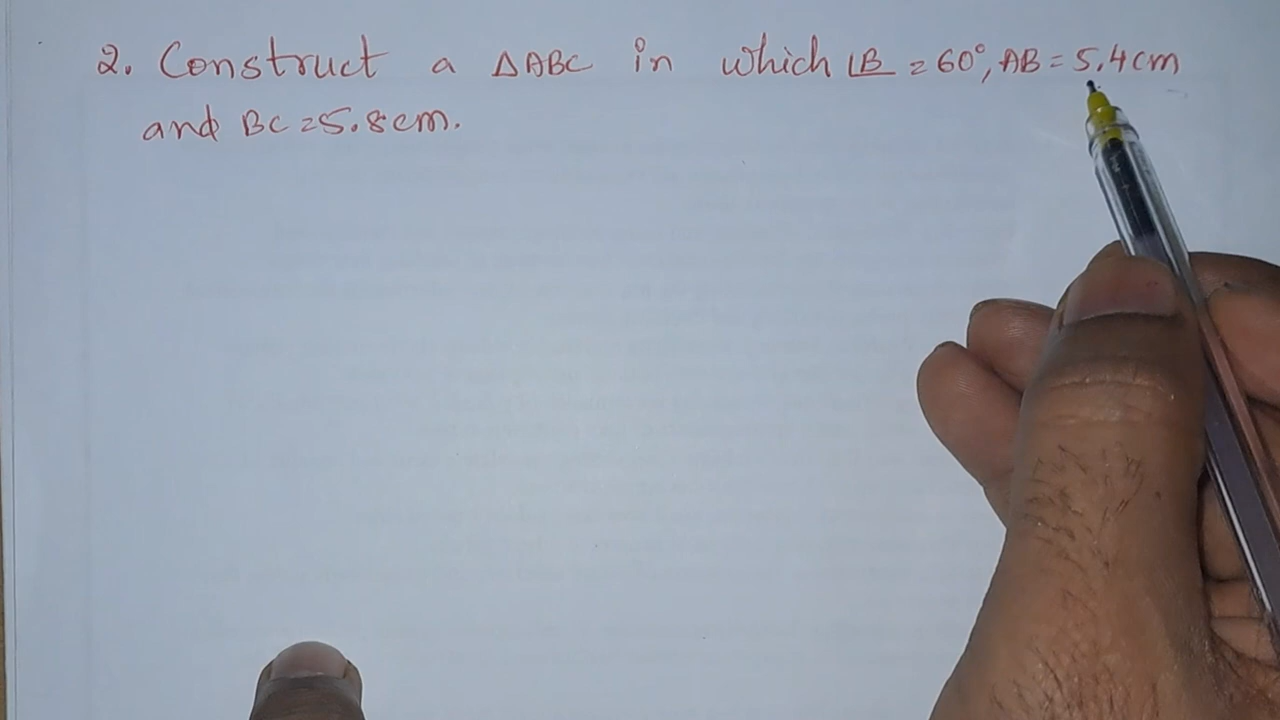 2. Construct a ΔABC in which ∠B = 60°, AB = 5.4cm
and BC = 5.8cm.